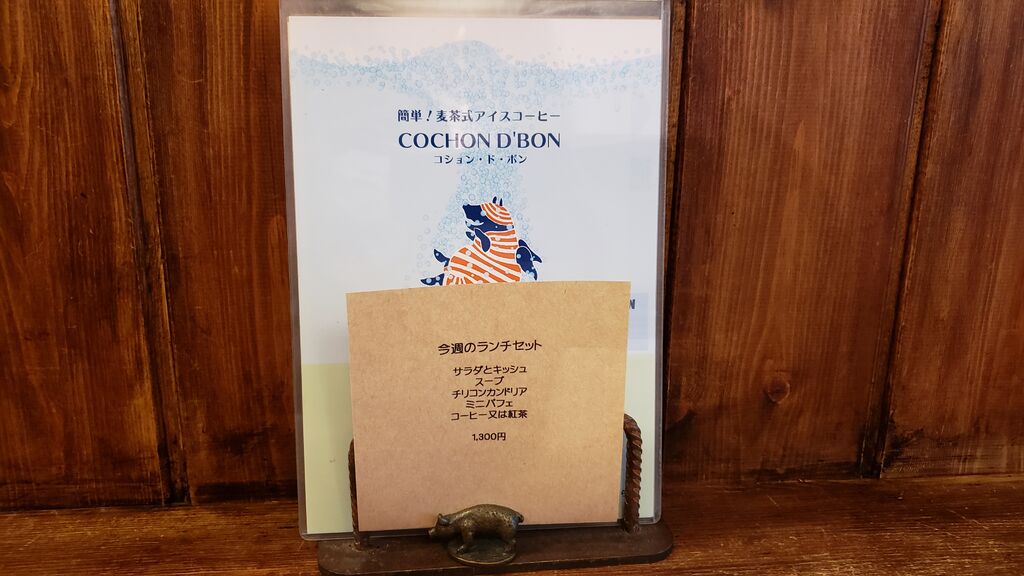 簡単！麦茶式アイスコーヒー
COCHON D'BON
コション・ド・ボン
N
今週のランチセット
サラダとキッシュ
スープ
チリコンカンドリア
ミニパフェ
コーヒー又は紅茶
1,300円